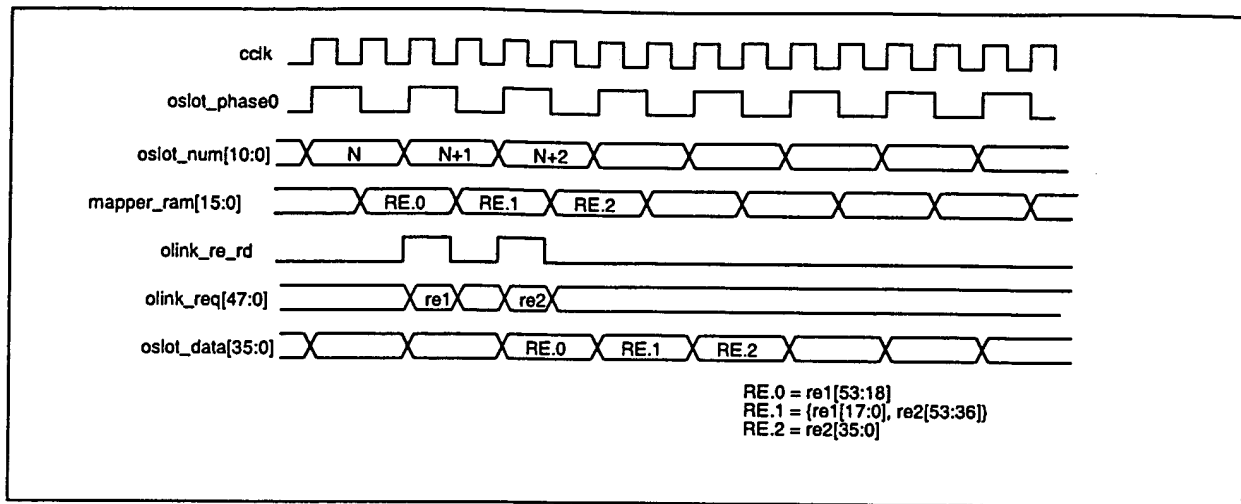 cclk
oslot_phase0
oslot_num[10:0] N N+1 N+2
mapper_ram[15:0] RE.0 RE.1 RE.2
olink_re_rd
olink_req[47:0] re1 re2
oslot_data[35:0] RE.0 RE.1 RE.2
RE.0 = re1[53:18]
RE.1 = {re1[17:0], re2[53:36]}
RE.2 = re2[35:0]